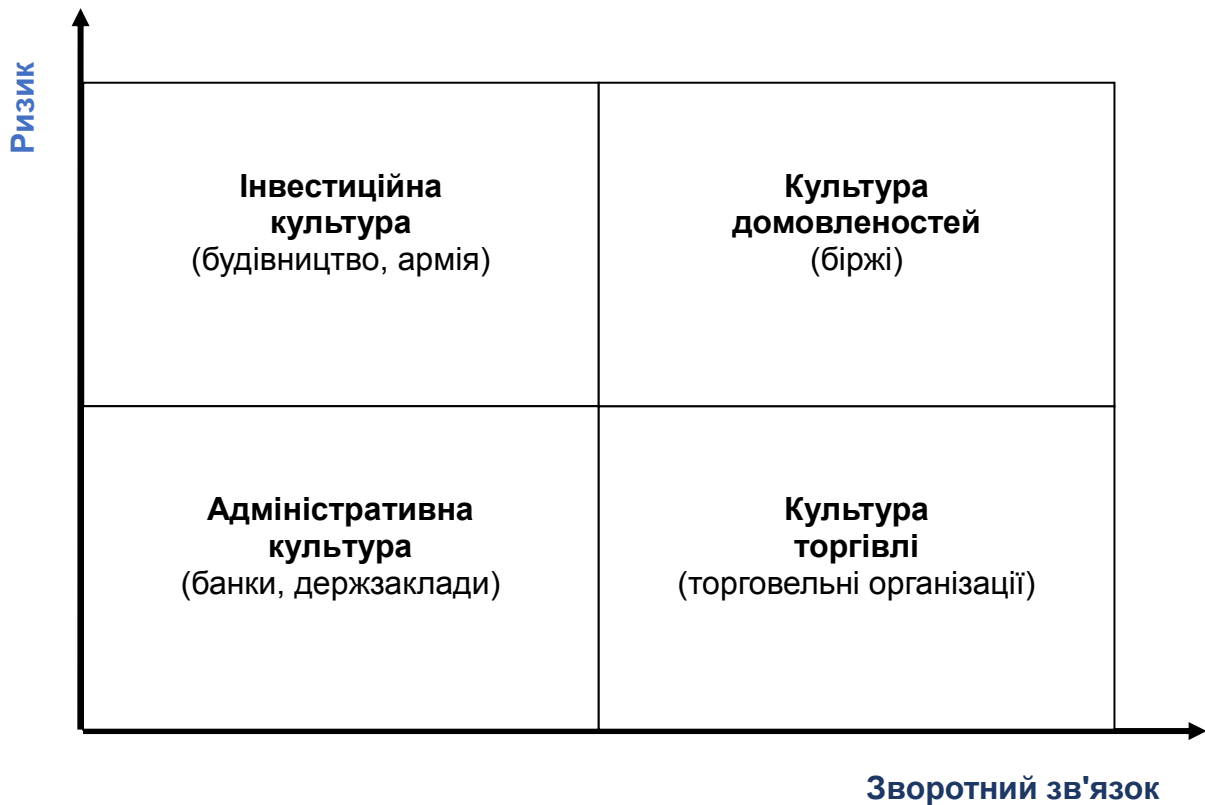 Ризик
Інвестиційна
культура
(будівництво, армія)
Культура
домовленостей
(біржі)
Адміністративна
культура
(банки, держзаклади)
Культура
торгівлі
(торговельні організації)
Зворотний зв'язок